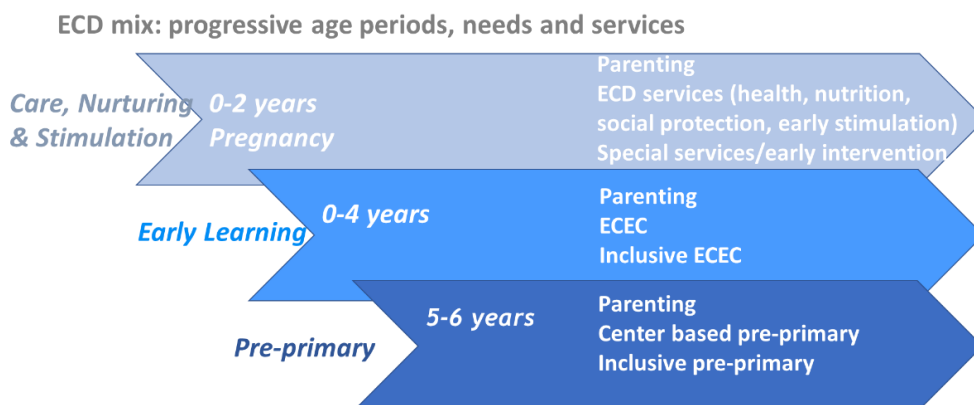 ECD mix: progressive age periods, needs and services
Care, Nurturing
& Stimulation
0-2 years
Pregnancy
Parenting
ECD services (health, nutrition,
social protection, early stimulation)
Special services/early intervention
Early Learning
0-4 years
Parenting
ECEC
Inclusive ECEC
Pre-primary
5-6 years
Parenting
Center based pre-primary
Inclusive pre-primary